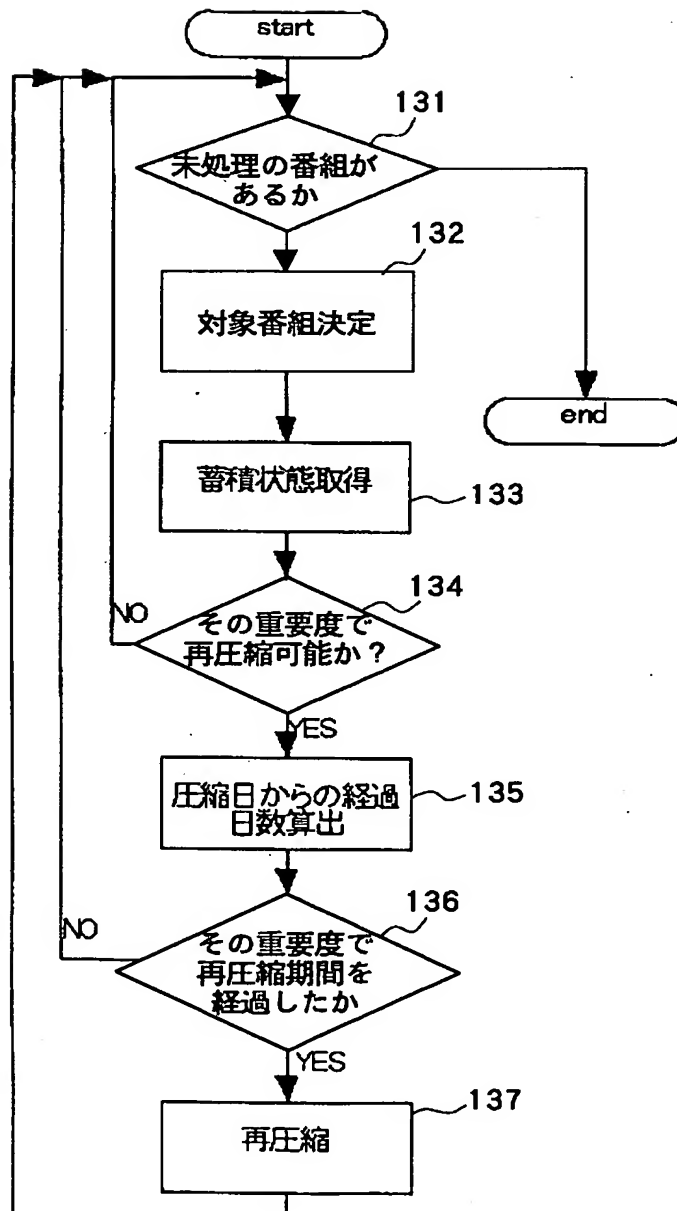 start
131
未処理の番組が
あるか
132
対象番組決定
end
蓄積状態取得
133
134
NO
その重要度で
再圧縮可能か？
YES
圧縮日からの経過
日数算出
135
136
NO
その重要度で
再圧縮期間を
経過したか
YES
137
再圧縮